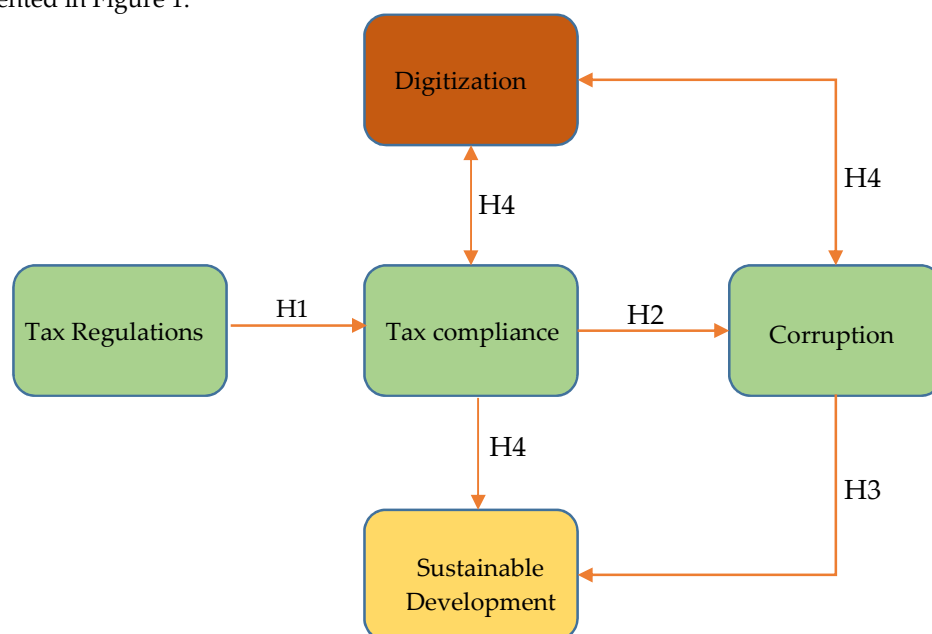 ented in Figure 1.
Digitization
H4
H4
Tax Regulations
H1
Tax compliance
H2
Corruption
H4
H3
Sustainable
Development